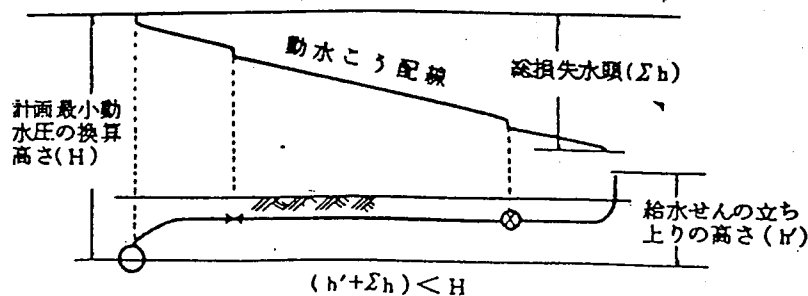 動水こう配線
総損失水頭(Σh)
計画最小動
水圧の換算
高さ(H)
給水せんの立ち
上りの高さ(h′)
(h′+Σh)<H